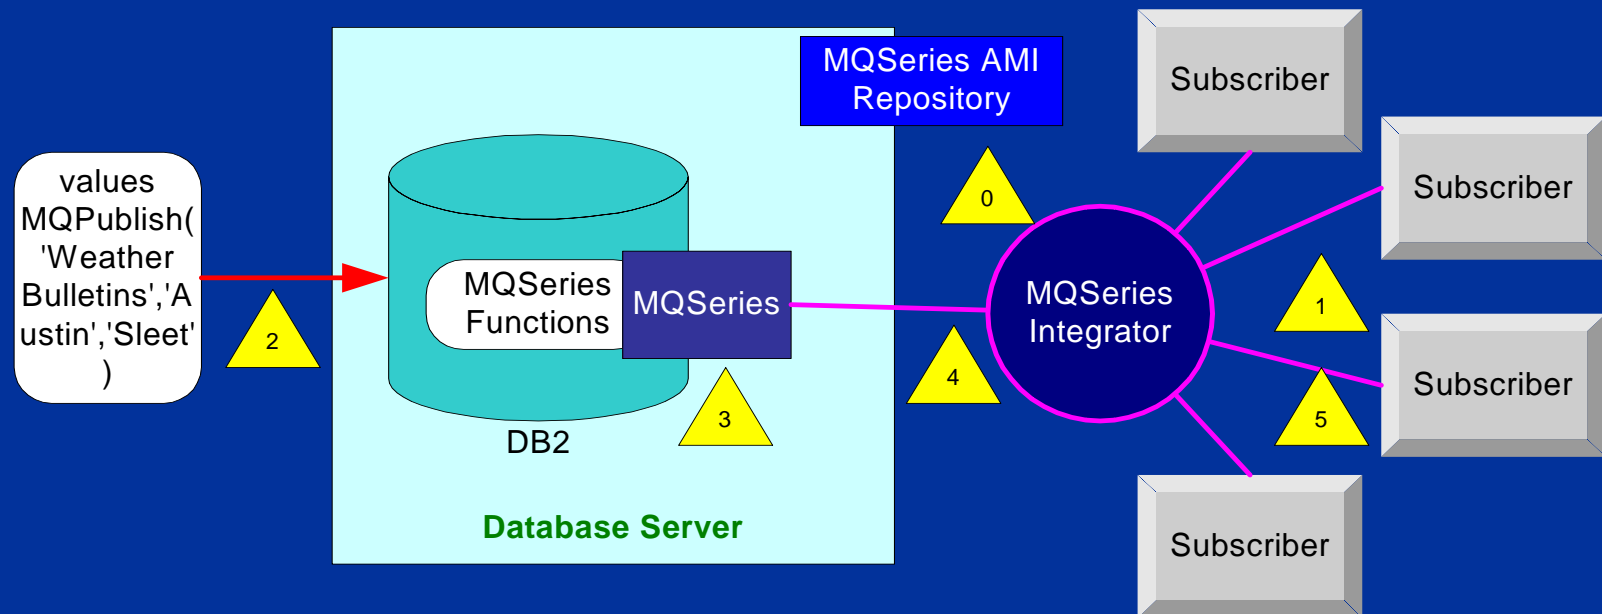 values
MQPublish(
'Weather
Bulletins','A
ustin','Sleet'
)
2
MQSeries
Functions
MQSeries
3
DB2
Database Server
MQSeries AMI
Repository
0
4
MQSeries
Integrator
1
5
Subscriber
Subscriber
Subscriber
Subscriber